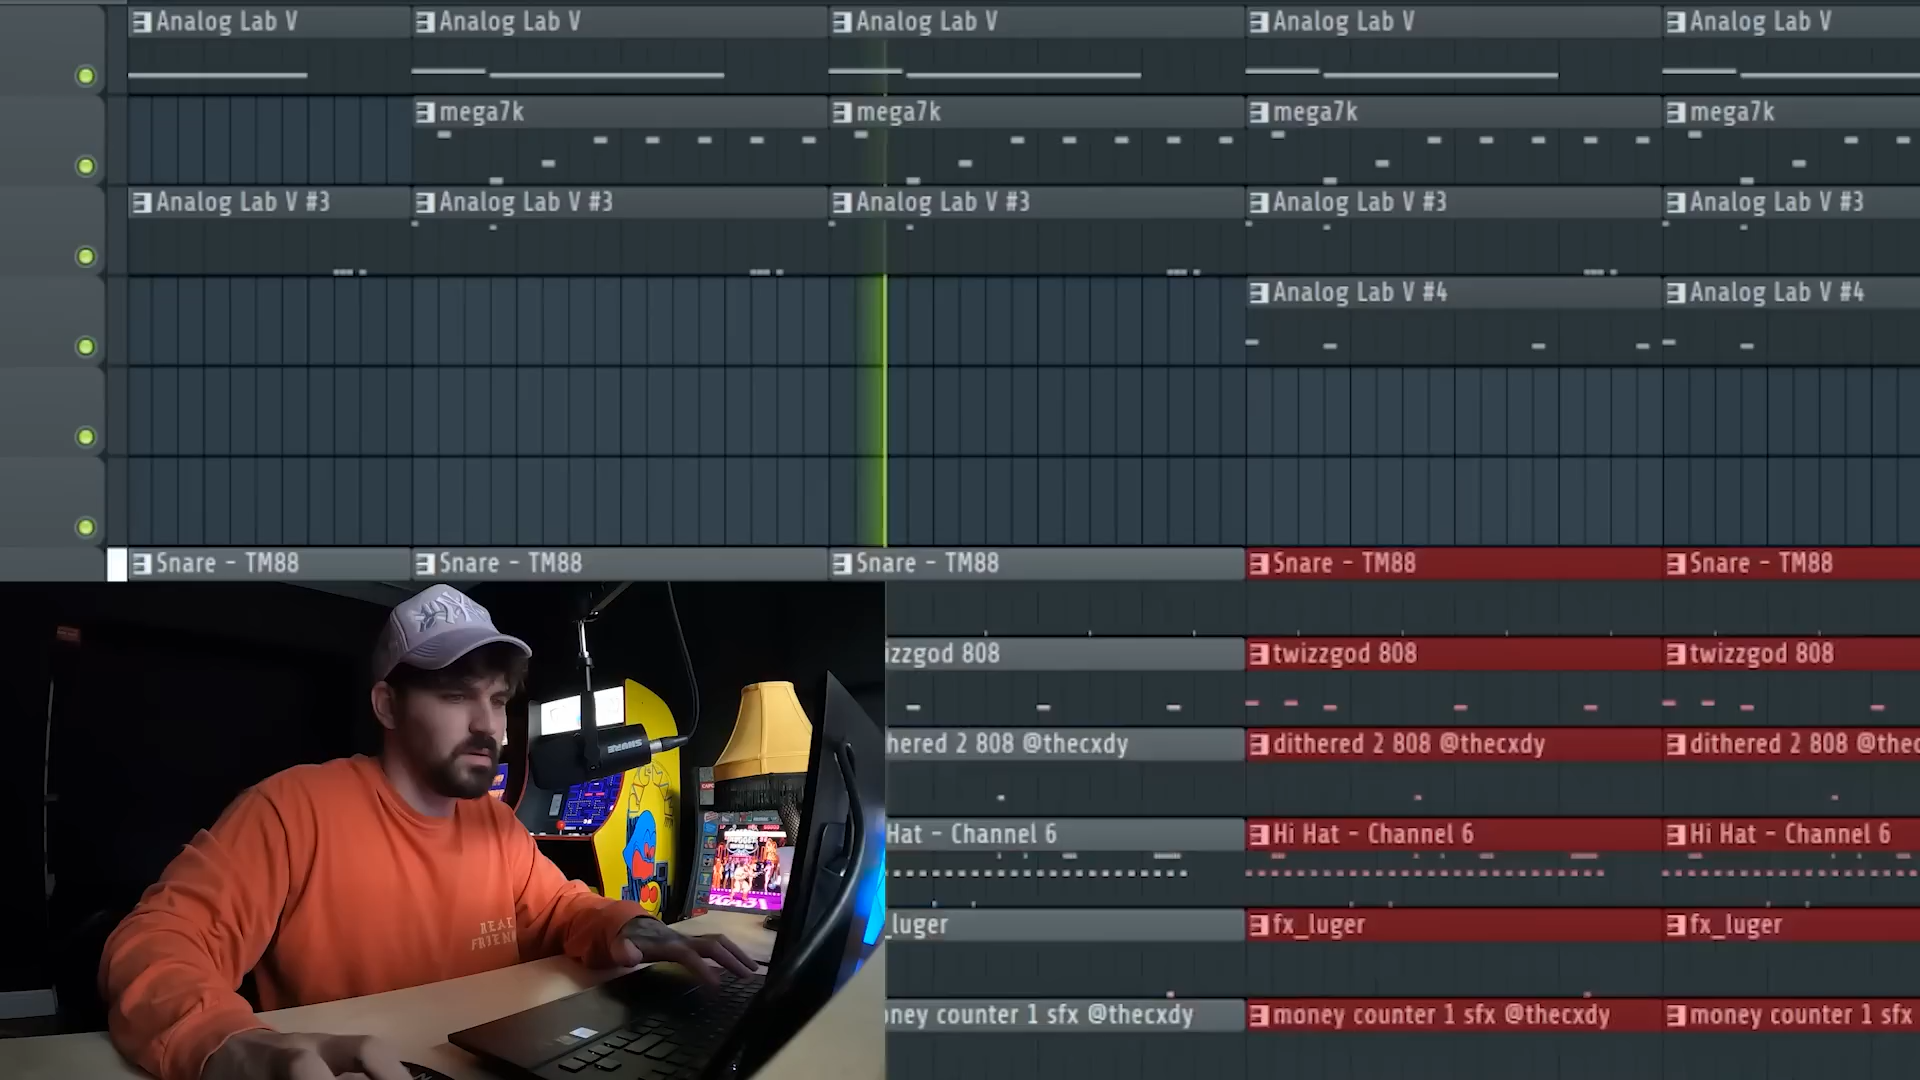 Analog Lab V Analog Lab V Analog Lab V Analog Lab V Analog Lab V
mega7k mega7k mega7k mega7k
Analog Lab V #3 Analog Lab V #3 Analog Lab V #3 Analog Lab V #3 Analog Lab V #3
Analog Lab V #4 Analog Lab V #4
Snare - TM88 Snare - TM88 Snare - TM88 Snare - TM88 Snare - TM88
izzgod 808 twizzgod 808 twizzgod 808
hered 2 808 @thecxdy dithered 2 808 @thecxdy dithered 2 808 @thec
Hat - Channel 6 Hi Hat - Channel 6 Hi Hat - Channel 6
_luger fx_luger fx_luger
ney counter 1 sfx @thecxdy money counter 1 sfx @thecxdy money counter 1 sfx
SHURE
REAL
FRIEN